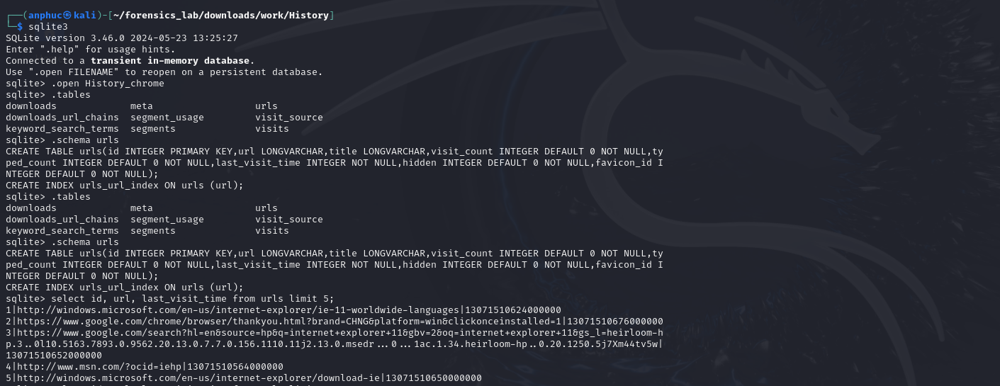 ┌──(anphuc㉿kali)-[~/forensics_lab/downloads/work/History]
└─$ sqlite3
SQLite version 3.46.0 2024-05-23 13:25:27
Enter ".help" for usage hints.
Connected to a transient in-memory database.
Use ".open FILENAME" to reopen on a persistent database.
sqlite> .open History_chrome
sqlite> .tables
downloads             meta                  urls
downloads_url_chains  segment_usage         visit_source
keyword_search_terms  segments              visits
sqlite> .schema urls
CREATE TABLE urls(id INTEGER PRIMARY KEY,url LONGVARCHAR,title LONGVARCHAR,visit_count INTEGER DEFAULT 0 NOT NULL,ty
ped_count INTEGER DEFAULT 0 NOT NULL,last_visit_time INTEGER NOT NULL,hidden INTEGER DEFAULT 0 NOT NULL,favicon_id I
NTEGER DEFAULT 0 NOT NULL);
CREATE INDEX urls_url_index ON urls (url);
sqlite> .tables
downloads             meta                  urls
downloads_url_chains  segment_usage         visit_source
keyword_search_terms  segments              visits
sqlite> .schema urls
CREATE TABLE urls(id INTEGER PRIMARY KEY,url LONGVARCHAR,title LONGVARCHAR,visit_count INTEGER DEFAULT 0 NOT NULL,ty
ped_count INTEGER DEFAULT 0 NOT NULL,last_visit_time INTEGER NOT NULL,hidden INTEGER DEFAULT 0 NOT NULL,favicon_id I
NTEGER DEFAULT 0 NOT NULL);
CREATE INDEX urls_url_index ON urls (url);
sqlite> select id, url, last_visit_time from urls limit 5;
1|http://windows.microsoft.com/en-us/internet-explorer/ie-11-worldwide-languages|13071510624000000
2|https://www.google.com/chrome/browser/thankyou.html?brand=CHNG&platform=win&clickonceinstalled=1|13071510676000000
3|https://www.google.com/search?hl=en&source=hp&q=internet+explorer+11&gbv=2&oq=internet+explorer+11&gs_l=heirloom-h
p.3..0l10.5163.7893.0.9562.20.13.0.7.7.0.156.1110.11j2.13.0.msedr...0...1ac.1.34.heirloom-hp..0.20.1250.5j7Xm44tv5w|
13071510652000000
4|http://www.msn.com/?ocid=iehp|13071510564000000
5|http://windows.microsoft.com/en-us/internet-explorer/download-ie|13071510650000000